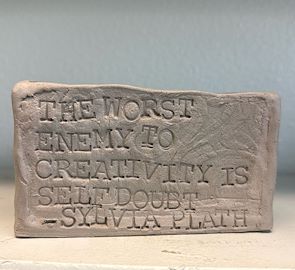 THE WORST
ENEMY TO
CREATIVITY IS
SELF DOUBT
- SYLVIA PLATH